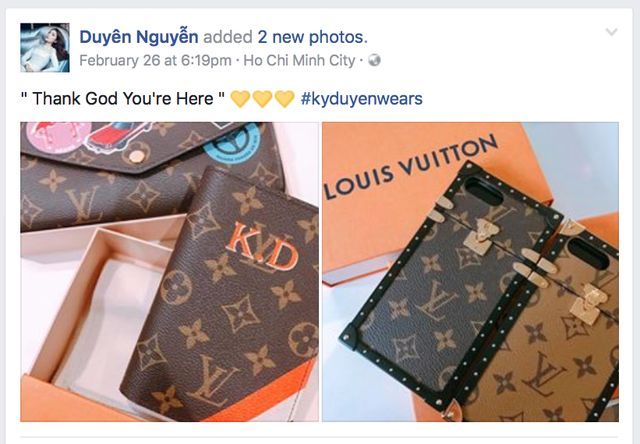 Duyên Nguyễn added 2 new photos.
February 26 at 6:19pm · Ho Chi Minh City ·
" Thank God You're Here " 💛💛💛 #kyduyenwears
K.D
LOUIS VUITTON